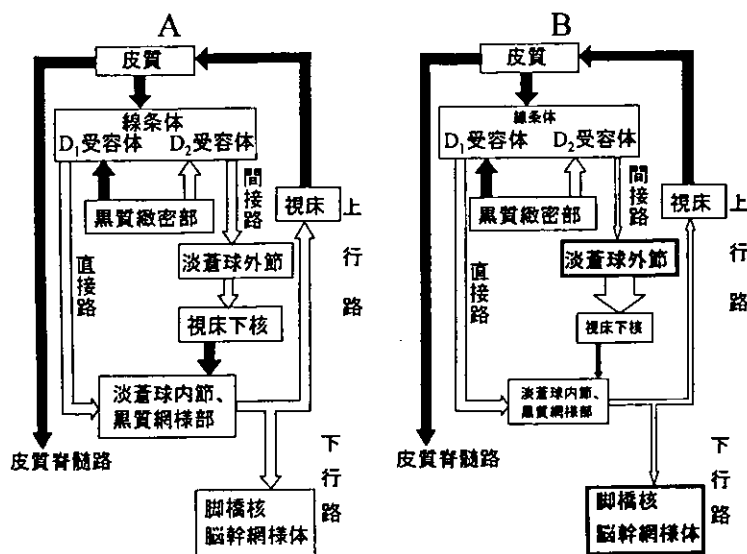 A
皮質
線条体
D1受容体 D2受容体
間接路
黒質緻密部
視床
上行路
直接路
淡蒼球外節
視床下核
淡蒼球内節、
黒質網様部
皮質脊髄路
下行路
脚橋核
脳幹網様体
B
皮質
線条体
D1受容体 D2受容体
間接路
黒質緻密部
視床
上行路
直接路
淡蒼球外節
視床下核
淡蒼球内節、
黒質網様部
皮質脊髄路
下行路
脚橋核
脳幹網様体